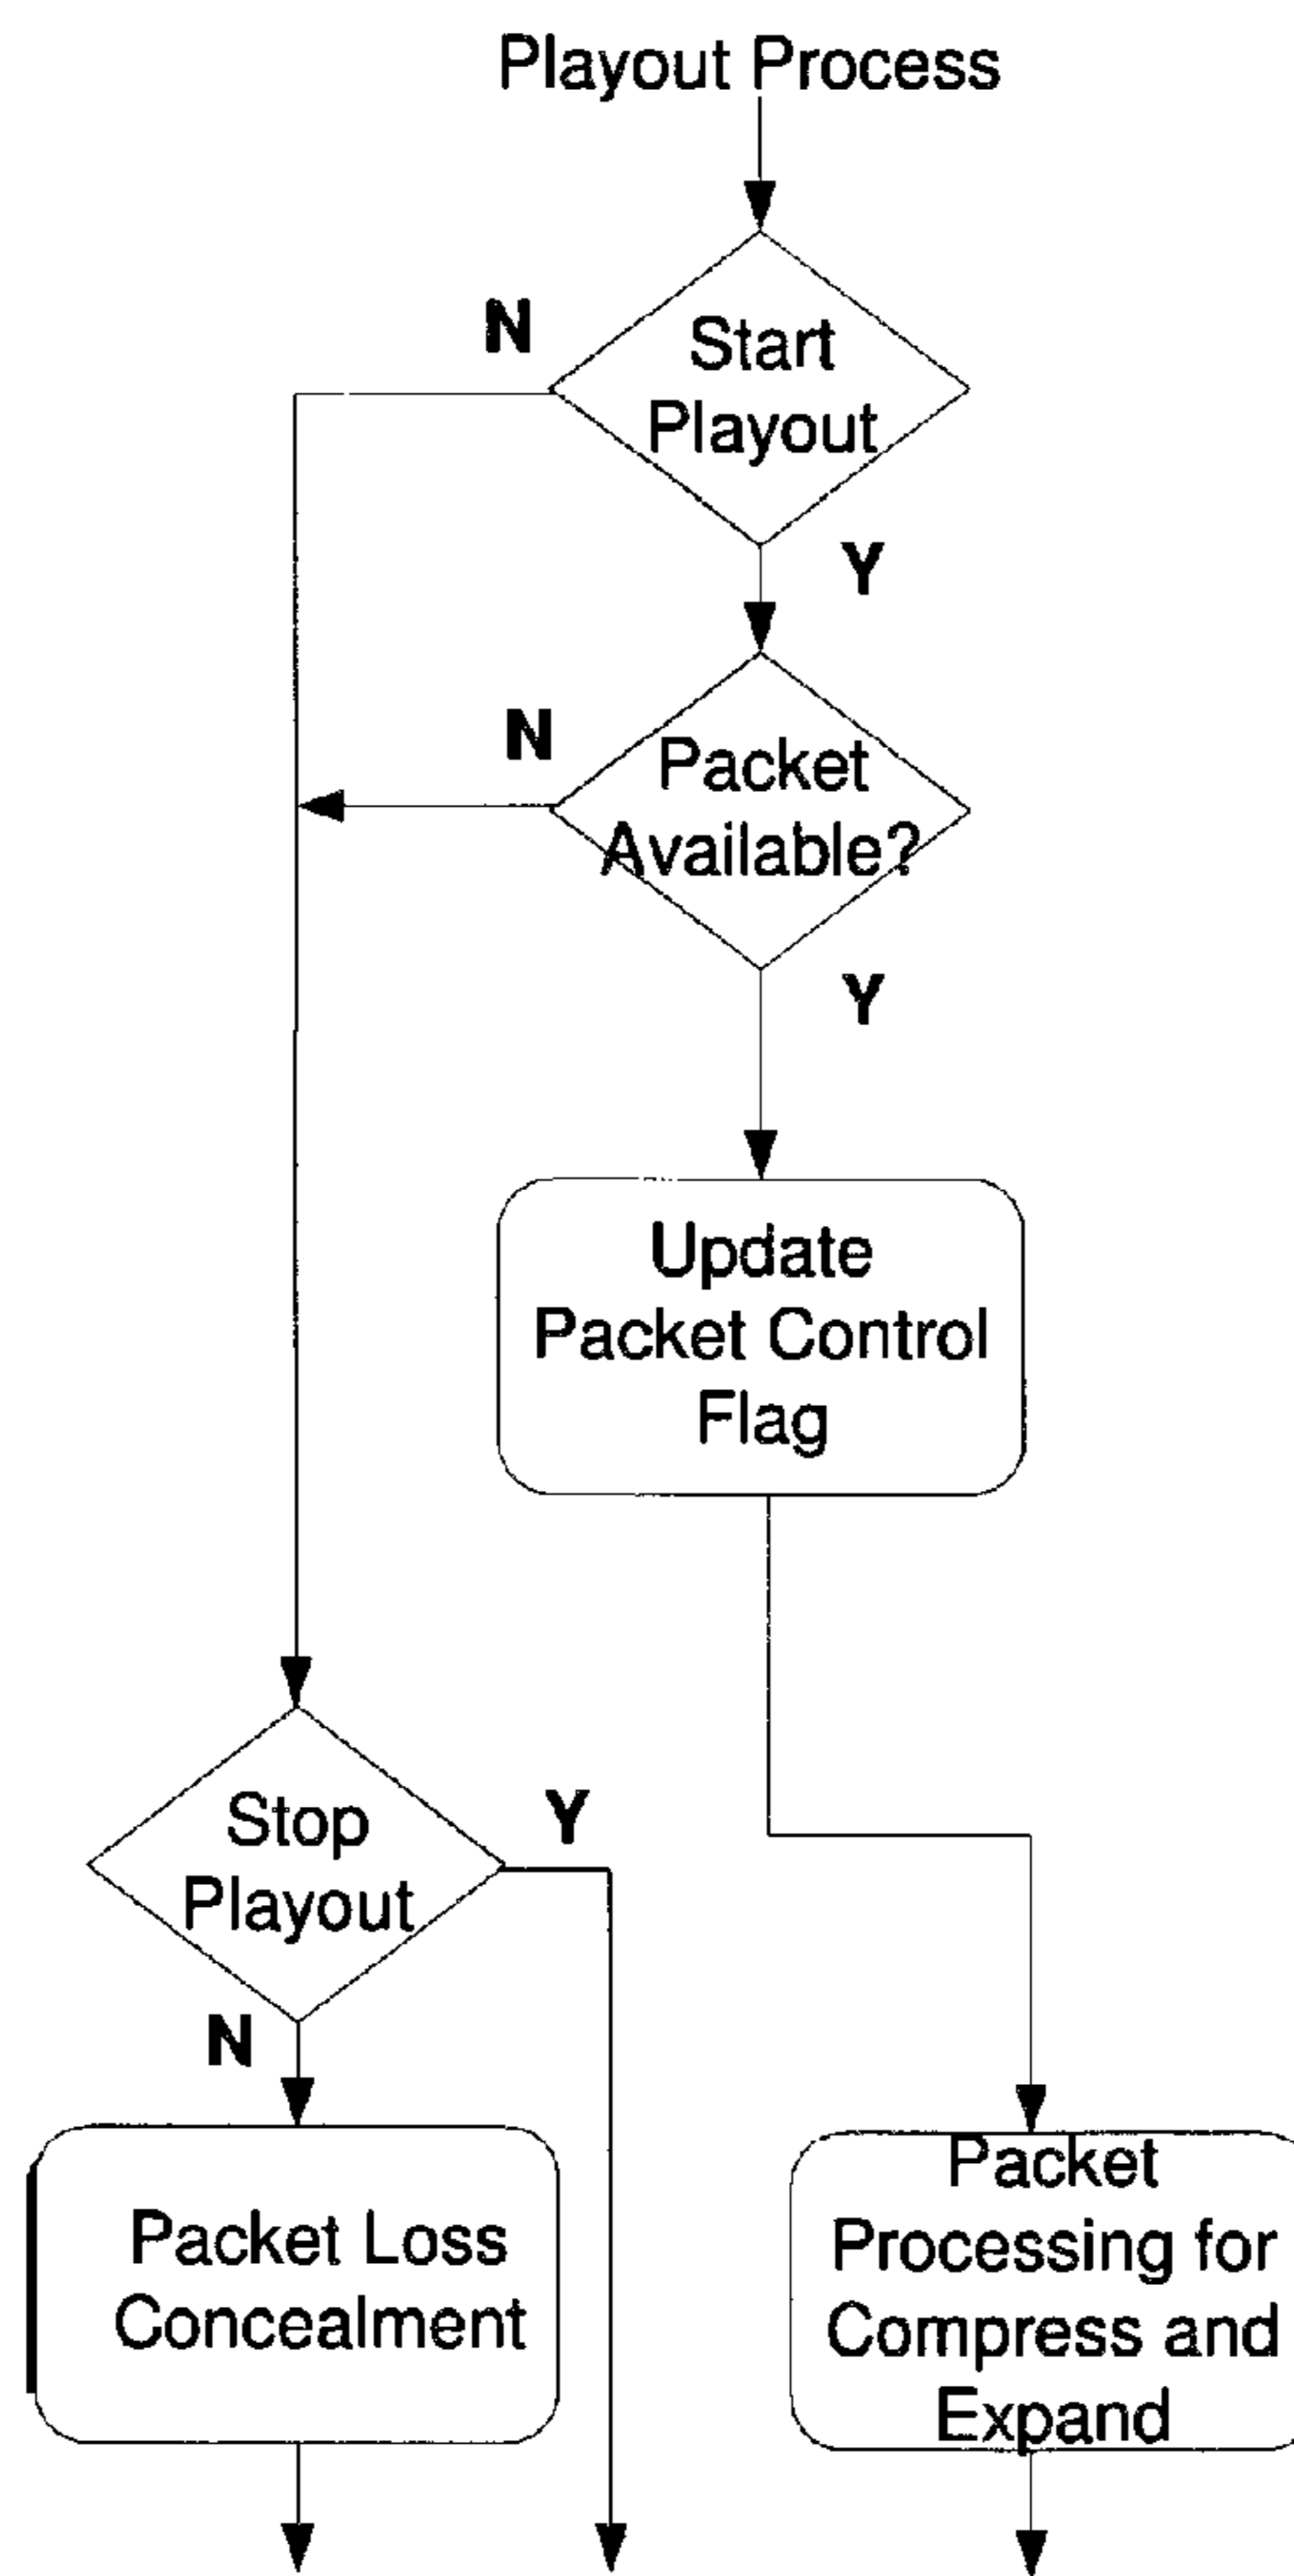 Playout Process
N
Start
Playout
Y
N
Packet
Available?
Y
Update
Packet Control
Flag
Stop
Playout
Y
N
Packet Loss
Concealment
Packet
Processing for
Compress and
Expand